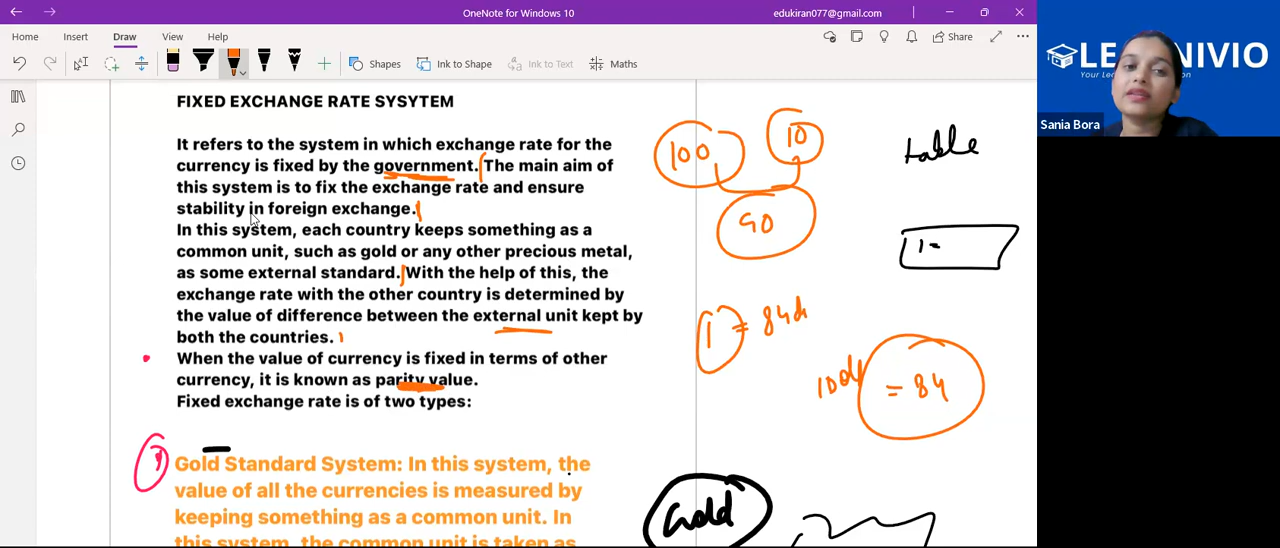 OneNote for Windows 10
edukiran077@gmail.com
Home
Insert
Draw
View
Help
Share
Shapes
Ink to Shape
Ink to Text
Maths
FIXED EXCHANGE RATE SYSYTEM
It refers to the system in which exchange rate for the
currency is fixed by the government. The main aim of
this system is to fix the exchange rate and ensure
stability in foreign exchange.
In this system, each country keeps something as a
common unit, such as gold or any other precious metal,
as some external standard. With the help of this, the
exchange rate with the other country is determined by
the value of difference between the external unit kept by
both the countries.
When the value of currency is fixed in terms of other
currency, it is known as parity value.
Fixed exchange rate is of two types:
Gold Standard System: In this system, the
value of all the currencies is measured by
keeping something as a common unit. In
this system, the common unit is taken as
100
10
90
table
1 =
= 84
Gold
Sania Bora